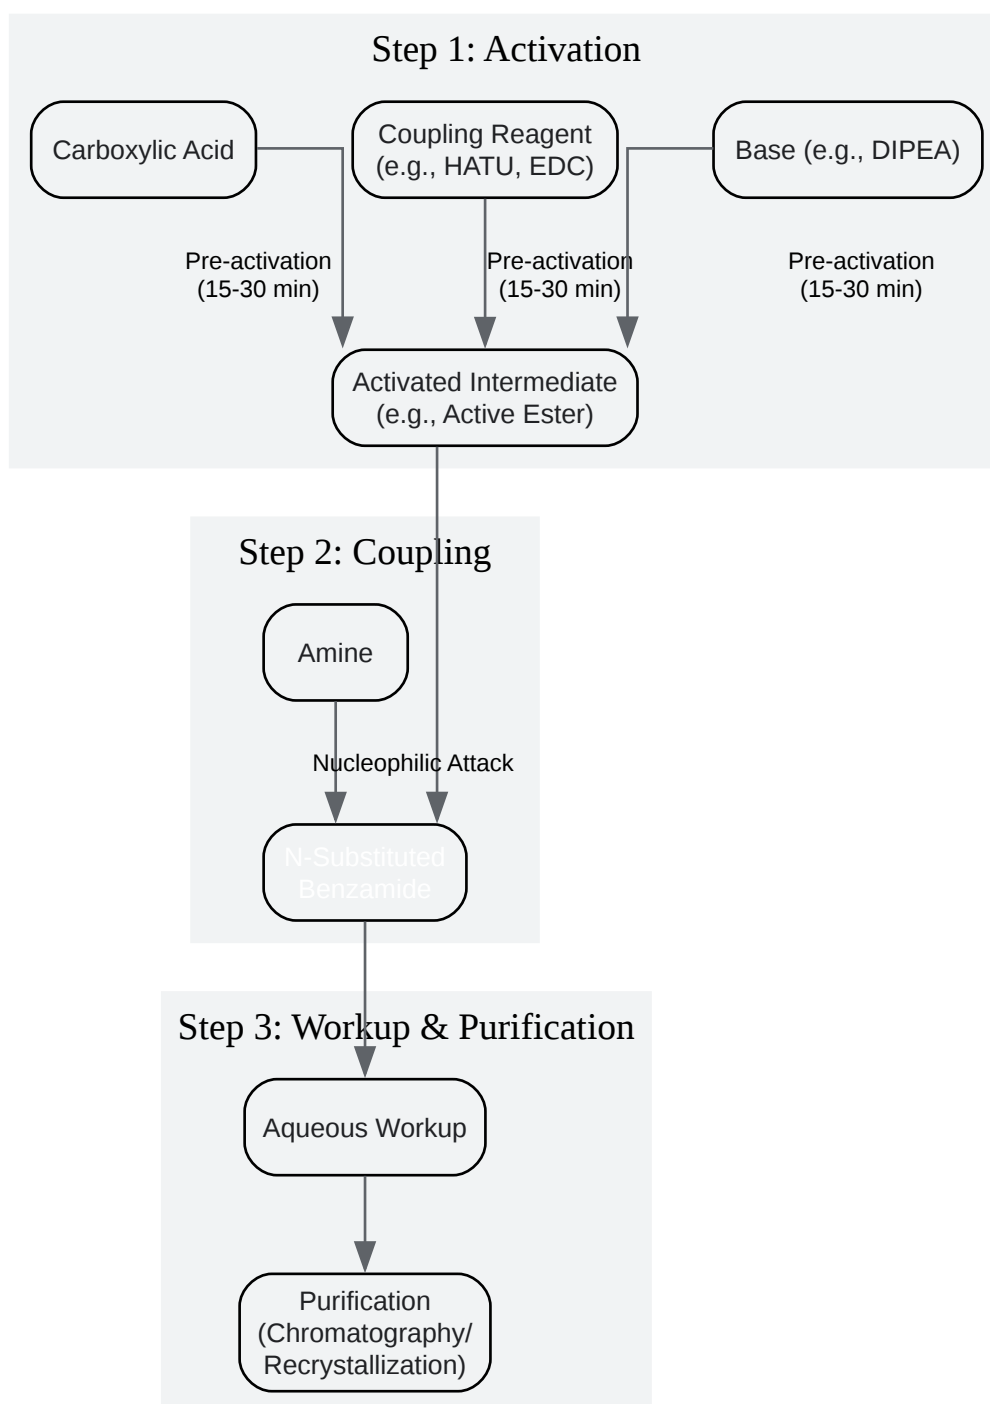 Step 1: Activation
Carboxylic Acid
Coupling Reagent
(e.g., HATU, EDC)
Base (e.g., DIPEA)
Pre-activation
(15-30 min)
Pre-activation
(15-30 min)
Pre-activation
(15-30 min)
Activated Intermediate
(e.g., Active Ester)
Step 2: Coupling
Amine
Nucleophilic Attack
N-Substituted
Benzamide
Step 3: Workup & Purification
Aqueous Workup
Purification
(Chromatography/
Recrystallization)